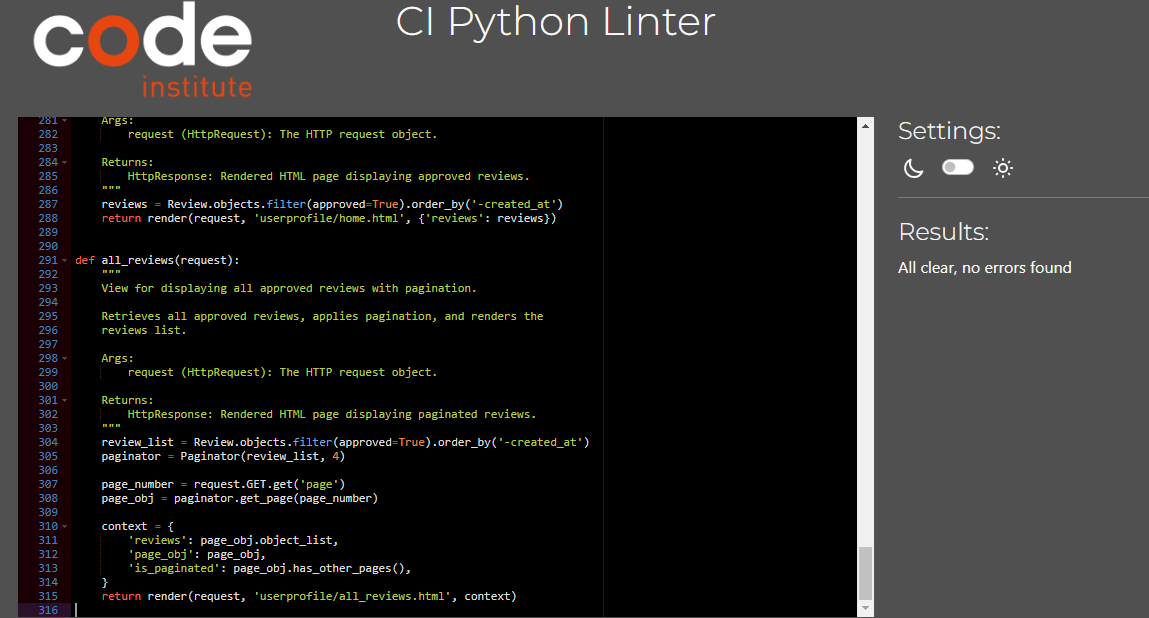 code
institute
CI Python Linter
281 Args:
282 request (HttpRequest): The HTTP request object.
283
284 Returns:
285 HttpResponse: Rendered HTML page displaying approved reviews.
286 """
287 reviews = Review.objects.filter(approved=True).order_by('-created_at')
288 return render(request, 'userprofile/home.html', {'reviews': reviews})
289
290
291 def all_reviews(request):
292 """
293 View for displaying all approved reviews with pagination.
294
295 Retrieves all approved reviews, applies pagination, and renders the
296 reviews list.
297
298 Args:
299 request (HttpRequest): The HTTP request object.
300
301 Returns:
302 HttpResponse: Rendered HTML page displaying paginated reviews.
303 """
304 review_list = Review.objects.filter(approved=True).order_by('-created_at')
305 paginator = Paginator(review_list, 4)
306
307 page_number = request.GET.get('page')
308 page_obj = paginator.get_page(page_number)
309
310 context = {
311 'reviews': page_obj.object_list,
312 'page_obj': page_obj,
313 'is_paginated': page_obj.has_other_pages(),
314 }
315 return render(request, 'userprofile/all_reviews.html', context)
316
Settings:
Results:
All clear, no errors found